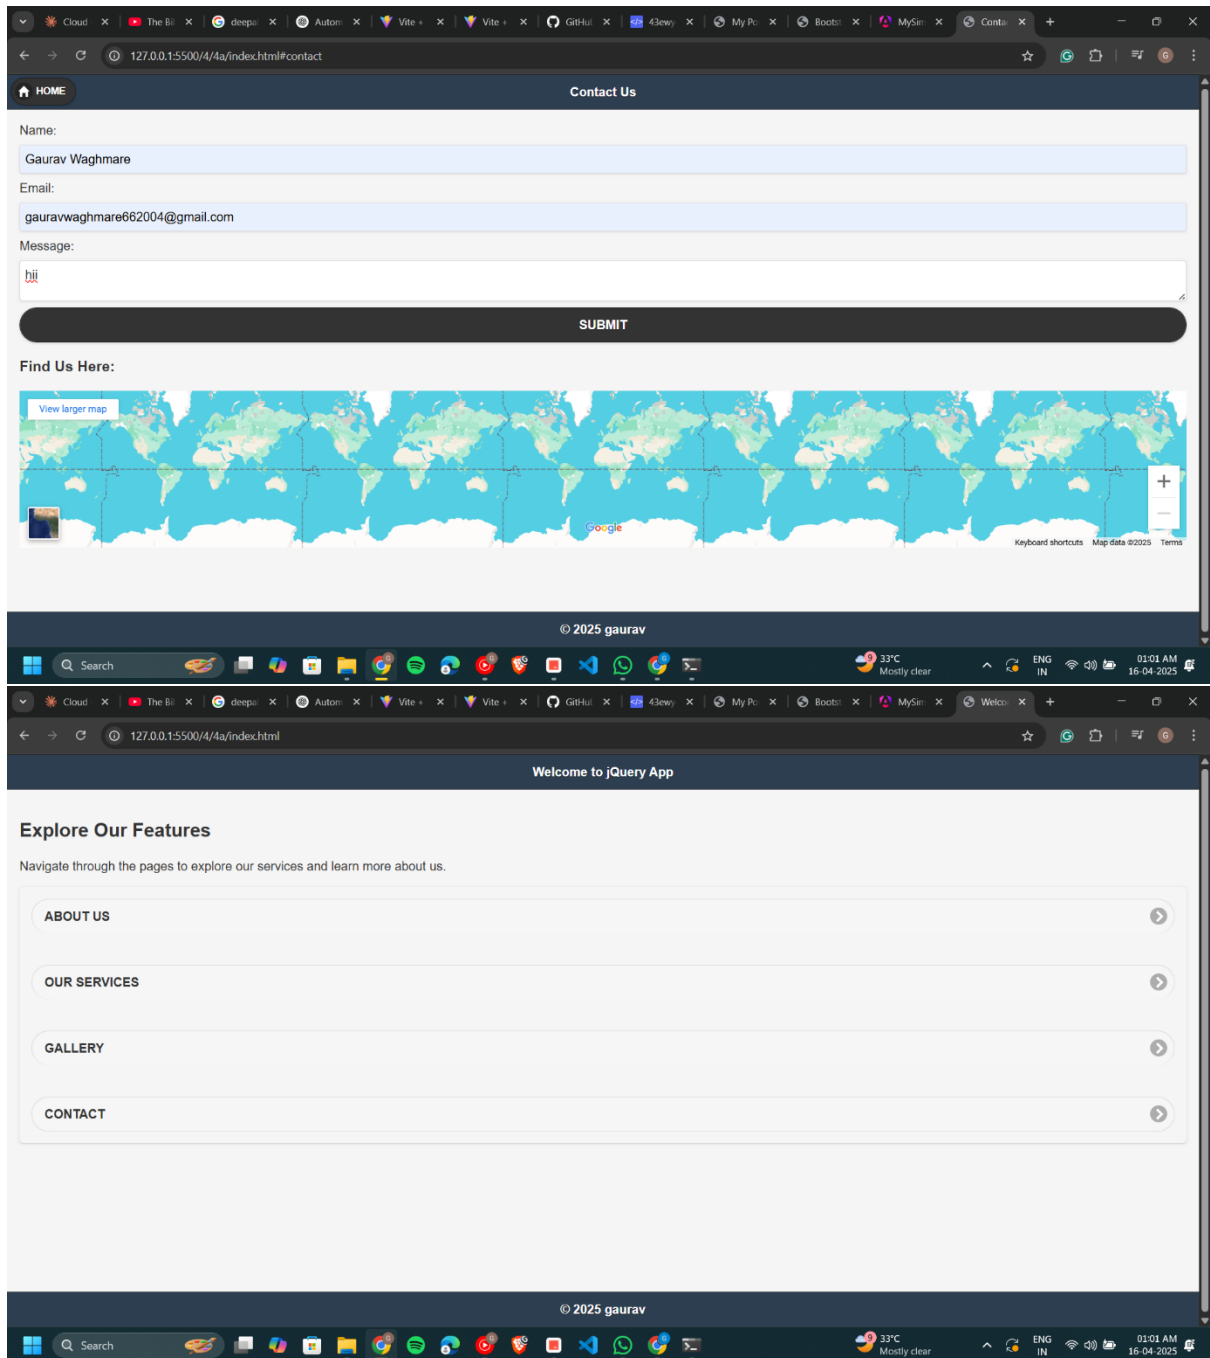 Cloud The Bi GdeepaI Autom Vite + Vite + GitHul 43ewy My Po Bootst MySim Conta
127.0.0.1:5500/4/4a/index.html#contact
HOME
Contact Us
Name:
Gaurav Waghmare
Email:
gauravwaghmare662004@gmail.com
Message:
hii
SUBMIT
Find Us Here:
View larger map
Google
Keyboard shortcuts Map data ©2025 Terms
© 2025 gaurav
Search
33°C
Mostly clear
ENG
IN
01:01 AM
16-04-2025
Cloud The Bi deepa Autom Vite + Vite + GitHul 43ewy My Po Bootst MySim Welco
127.0.0.1:5500/4/4a/index.html
Welcome to jQuery App
Explore Our Features
Navigate through the pages to explore our services and learn more about us.
ABOUT US
OUR SERVICES
GALLERY
CONTACT
© 2025 gaurav
Search
33°C
Mostly clear
ENG
IN
01:01 AM
16-04-2025